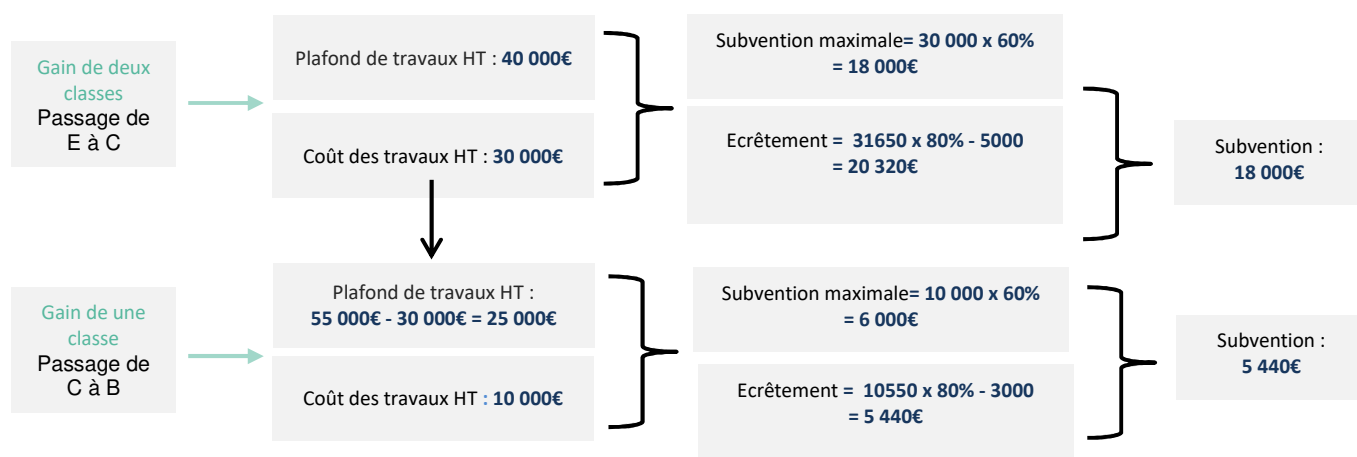 Gain de deux
classes
Passage de
E à C
Plafond de travaux HT : 40 000€
Coût des travaux HT : 30 000€
Subvention maximale= 30 000 x 60%
= 18 000€
Ecrêtement = 31650 x 80% - 5000
= 20 320€
Subvention :
18 000€
Gain de une
classe
Passage de
C à B
Plafond de travaux HT :
55 000€ - 30 000€ = 25 000€
Coût des travaux HT : 10 000€
Subvention maximale= 10 000 x 60%
= 6 000€
Ecrêtement = 10550 x 80% - 3000
= 5 440€
Subvention :
5 440€